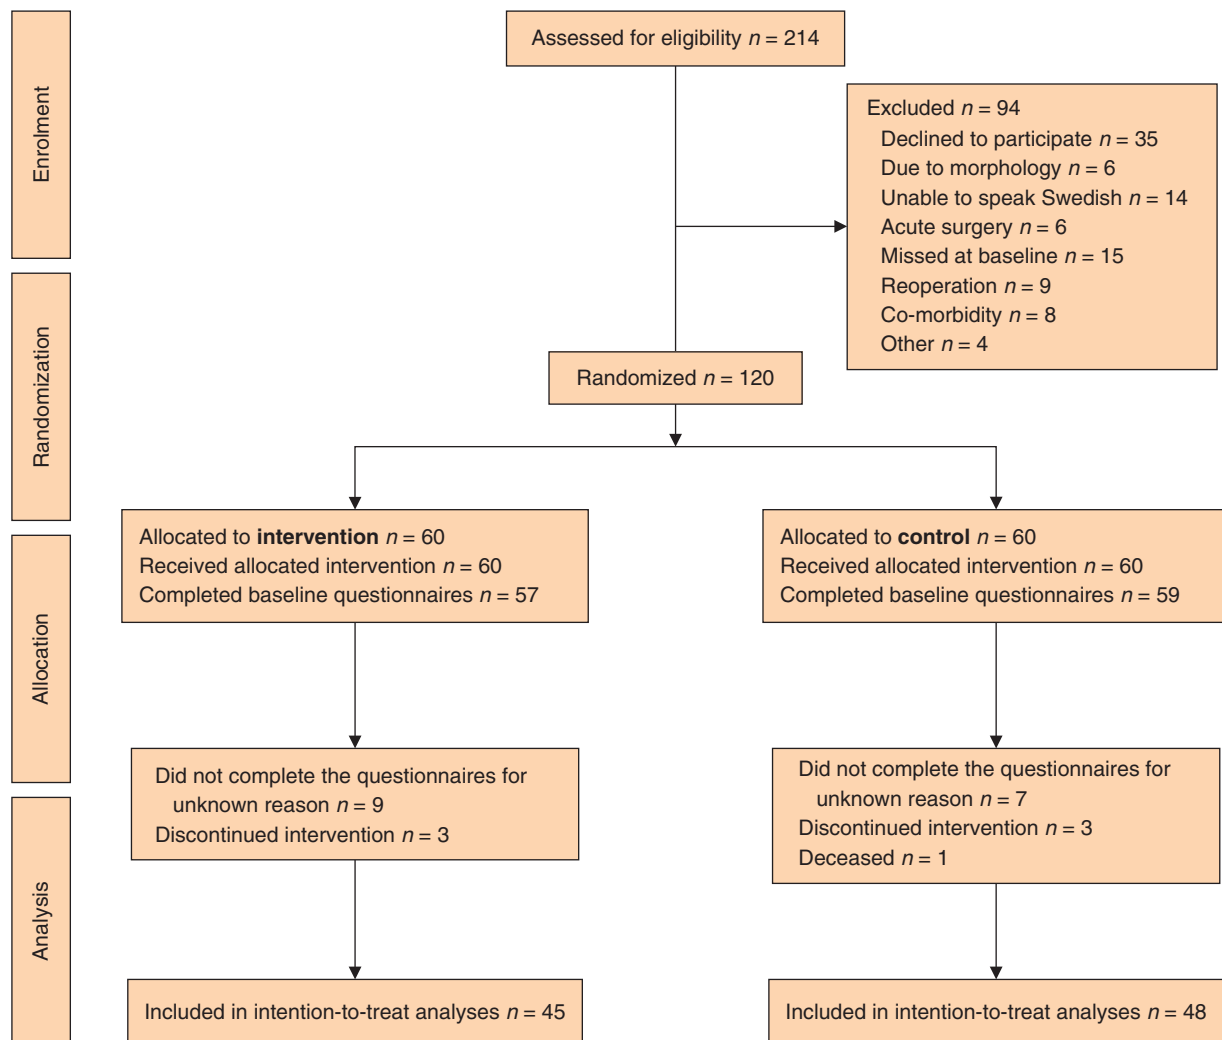 Enrolment
Assessed for eligibility n = 214
Excluded n = 94
Declined to participate n = 35
Due to morphology n = 6
Unable to speak Swedish n = 14
Acute surgery n = 6
Missed at baseline n = 15
Reoperation n = 9
Co-morbidity n = 8
Other n = 4
Randomization
Randomized n = 120
Allocation
Allocated to intervention n = 60
Received allocated intervention n = 60
Completed baseline questionnaires n = 57
Allocated to control n = 60
Received allocated intervention n = 60
Completed baseline questionnaires n = 59
Did not complete the questionnaires for
unknown reason n = 9
Discontinued intervention n = 3
Did not complete the questionnaires for
unknown reason n = 7
Discontinued intervention n = 3
Deceased n = 1
Analysis
Included in intention-to-treat analyses n = 45
Included in intention-to-treat analyses n = 48